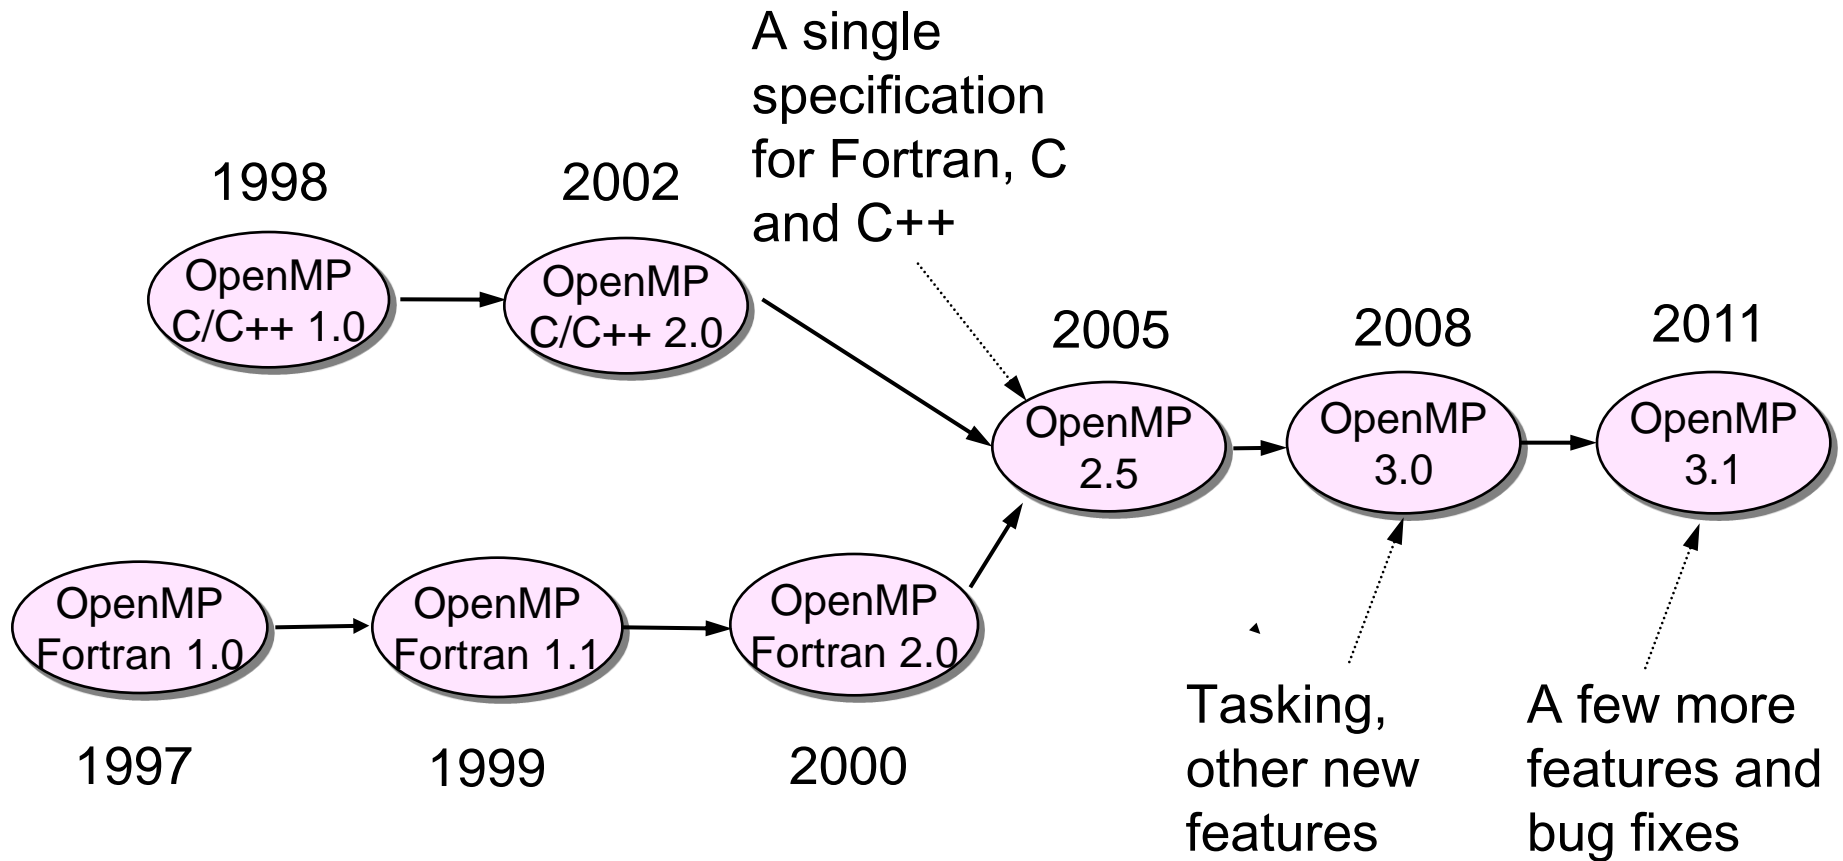 A single
specification
for Fortran, C
and C++
1998
2002
OpenMP
C/C++ 1.0
OpenMP
C/C++ 2.0
2005
2008
2011
OpenMP
2.5
OpenMP
3.0
OpenMP
3.1
OpenMP
Fortran 1.0
OpenMP
Fortran 1.1
OpenMP
Fortran 2.0
1997
1999
2000
Tasking,
other new
features
A few more
features and
bug fixes